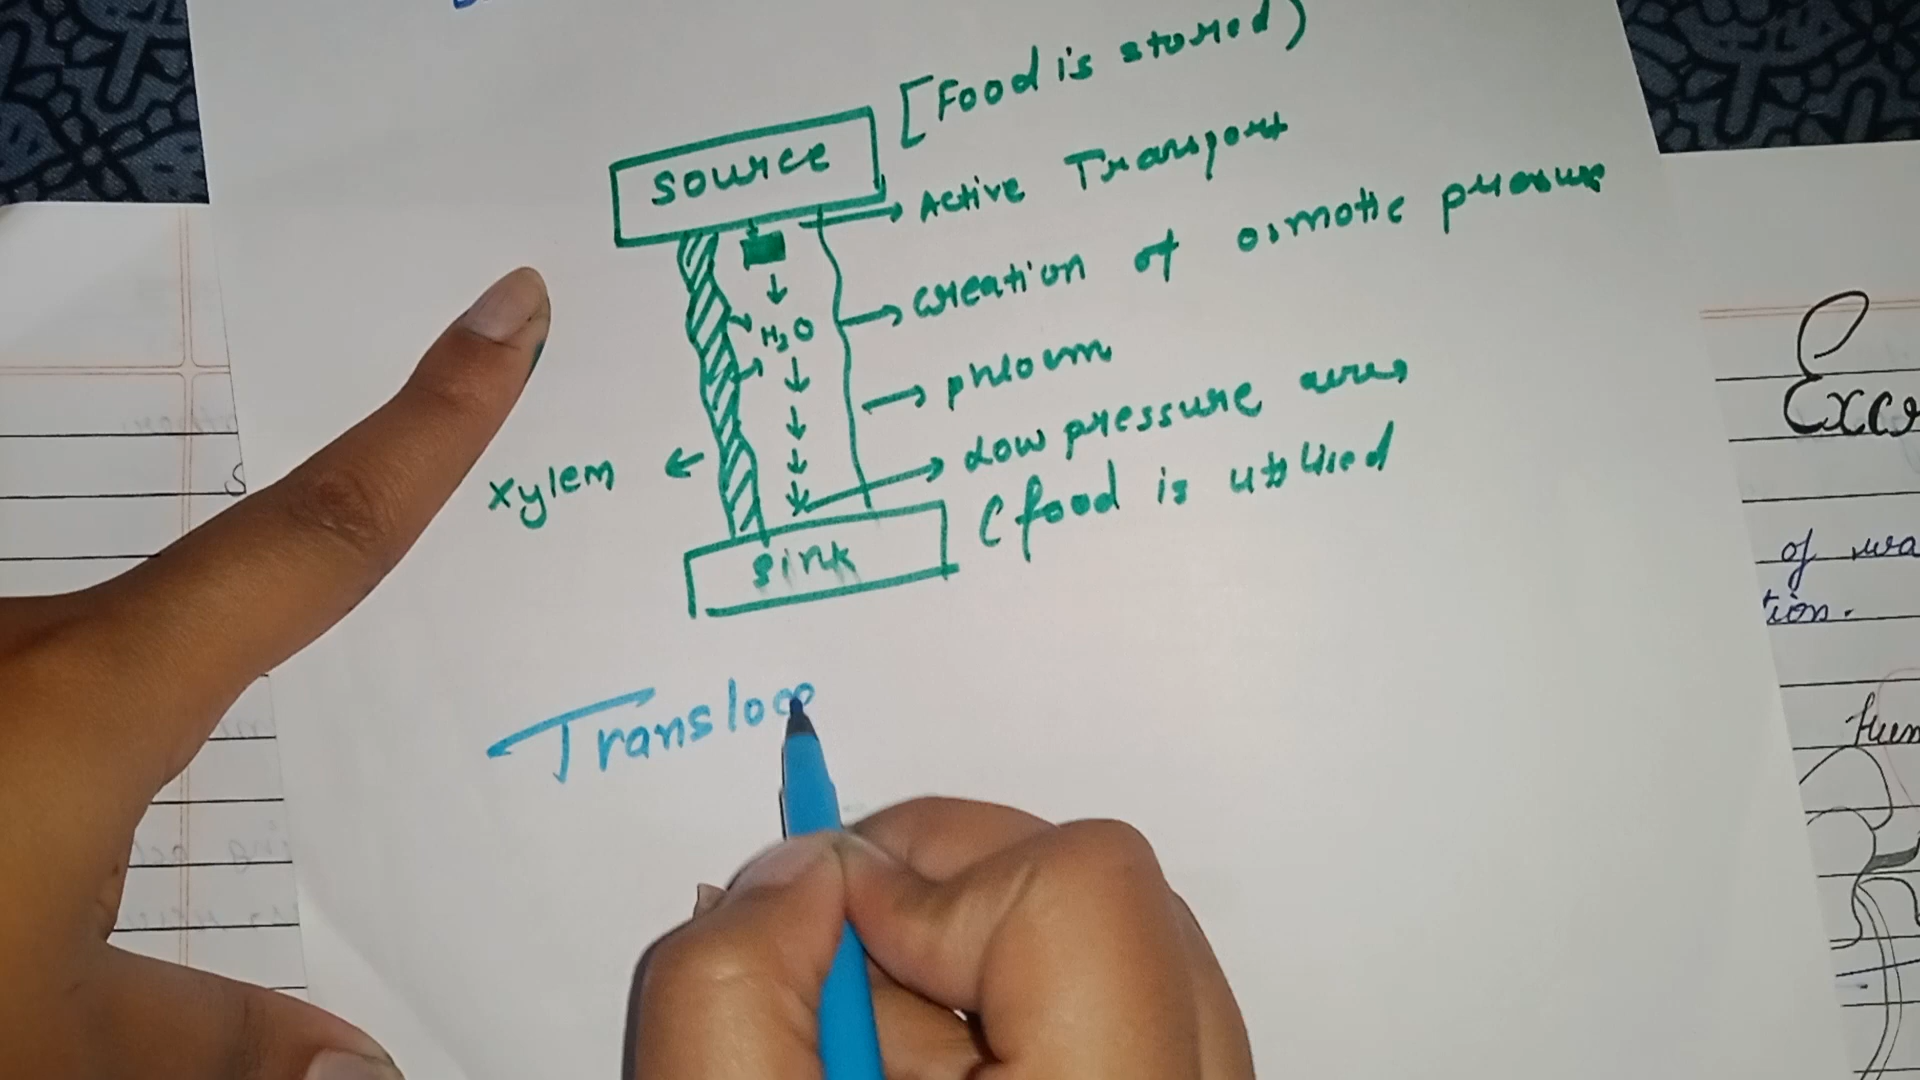 [Food is stored)
source
Active Transport
creation of osmotic pressure
H2O
phloem
Low pressure area
xylem
(food is utilised
sink
Transloc
Exc
of wa
tion.
Hum